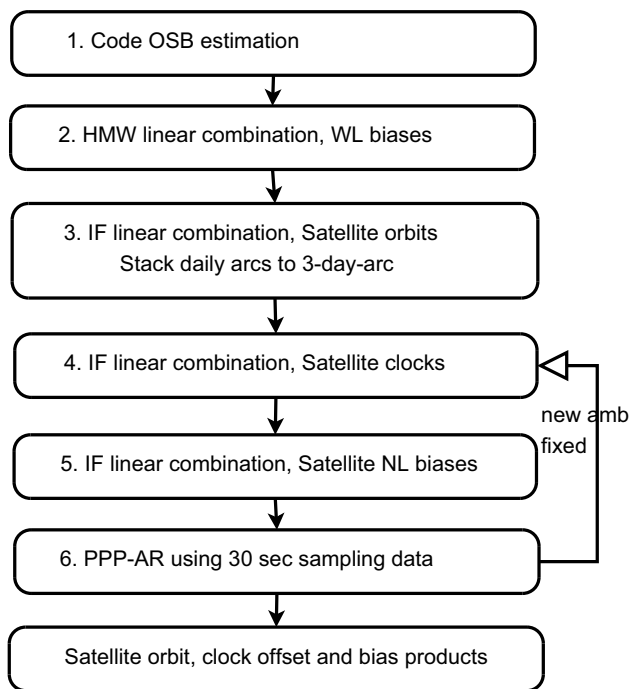 1. Code OSB estimation
2. HMW linear combination, WL biases
3. IF linear combination, Satellite orbits
Stack daily arcs to 3-day-arc
4. IF linear combination, Satellite clocks
new amb
fixed
5. IF linear combination, Satellite NL biases
6. PPP-AR using 30 sec sampling data
Satellite orbit, clock offset and bias products